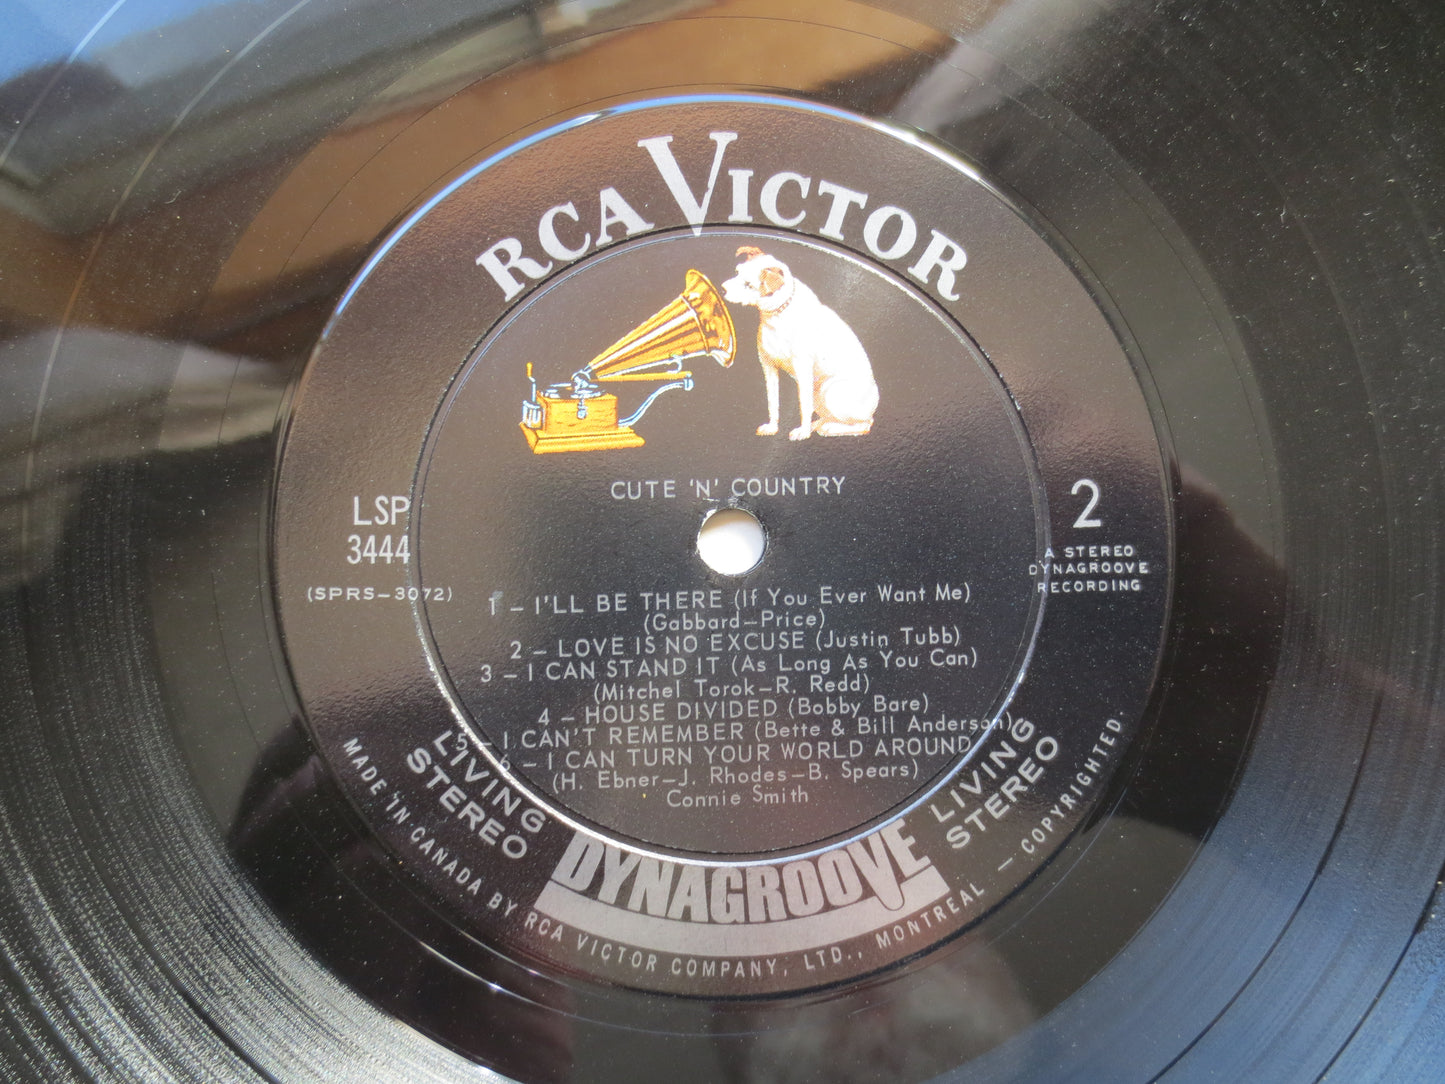 RCA VICTOR
CUTE 'N' COUNTRY
LSP
3444
(SPRS-3072)
2
A STEREO
DYNAGROOVE
RECORDING
1 - I'LL BE THERE (If You Ever Want Me)
(Gabbard-Price)
2 - LOVE IS NO EXCUSE (Justin Tubb)
3 - I CAN STAND IT (As Long As You Can)
(Mitchel Torok-R. Redd)
4 - HOUSE DIVIDED (Bobby Bare)
5 - I CAN'T REMEMBER (Bette & Bill Anderson)
6 - I CAN TURN YOUR WORLD AROUND
(H. Ebner-J. Rhodes-B. Spears)
Connie Smith
LIVING
STEREO
DYNAGROOVE
LIVING
STEREO
MADE IN CANADA BY RCA VICTOR COMPANY, LTD., MONTREAL - COPYRIGHTED.